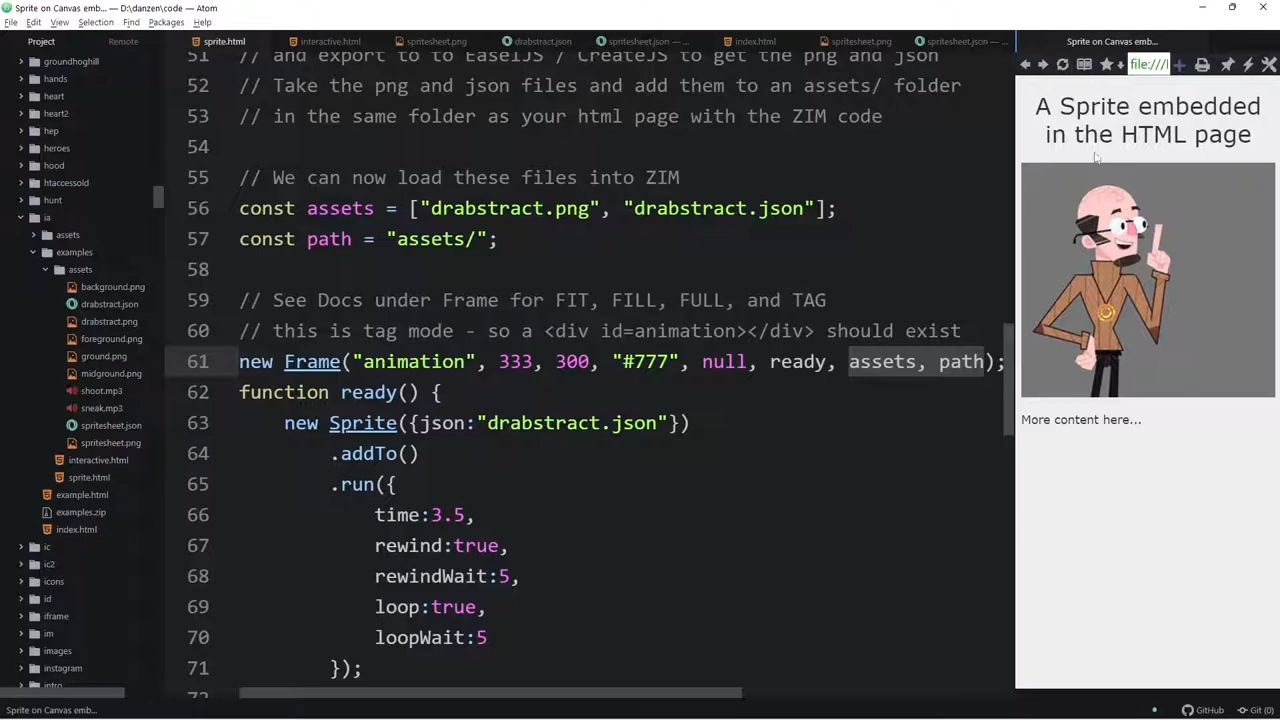 Sprite on Canvas emb... — D:\danzen\code — Atom
File Edit View Selection Find Packages Help
Project Remote
groundhoghill
hands
heart
heart2
hep
heroes
hood
htaccessold
hunt
ia
assets
examples
assets
background.png
drabstract.json
drabstract.png
foreground.png
ground.png
midground.png
shoot.mp3
sneak.mp3
spritesheet.json
spritesheet.png
interactive.html
sprite.html
example.html
examples.zip
index.html
ic
ic2
icons
id
iframe
im
images
instagram
intro
sprite.html interactive.html spritesheet.png drabstract.json spritesheet.json — ... index.html spritesheet.png spritesheet.json — ...
51 // and export to to EaselJS / CreateJS to get the png and json
52 // Take the png and json files and add them to an assets/ folder
53 // in the same folder as your html page with the ZIM code
54
55 // We can now load these files into ZIM
56 const assets = ["drabstract.png", "drabstract.json"];
57 const path = "assets/";
58
59 // See Docs under Frame for FIT, FILL, FULL, and TAG
60 // this is tag mode - so a <div id=animation></div> should exist
61 new Frame("animation", 333, 300, "#777", null, ready, assets, path);
62 function ready() {
63 new Sprite({json:"drabstract.json"})
64 .addTo()
65 .run({
66 time:3.5,
67 rewind:true,
68 rewindWait:5,
69 loop:true,
70 loopWait:5
71 });
72
Sprite on Canvas emb...
file:///l
A Sprite embedded
in the HTML page
More content here...
Sprite on Canvas emb...
GitHub Git (0)